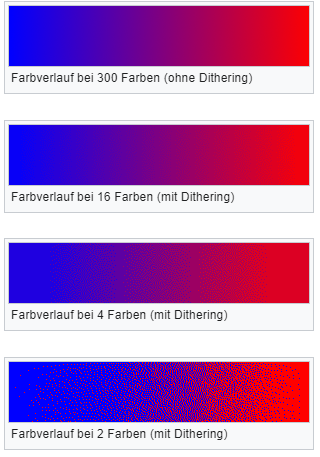 Farbverlauf bei 300 Farben (ohne Dithering)
Farbverlauf bei 16 Farben (mit Dithering)
Farbverlauf bei 4 Farben (mit Dithering)
Farbverlauf bei 2 Farben (mit Dithering)